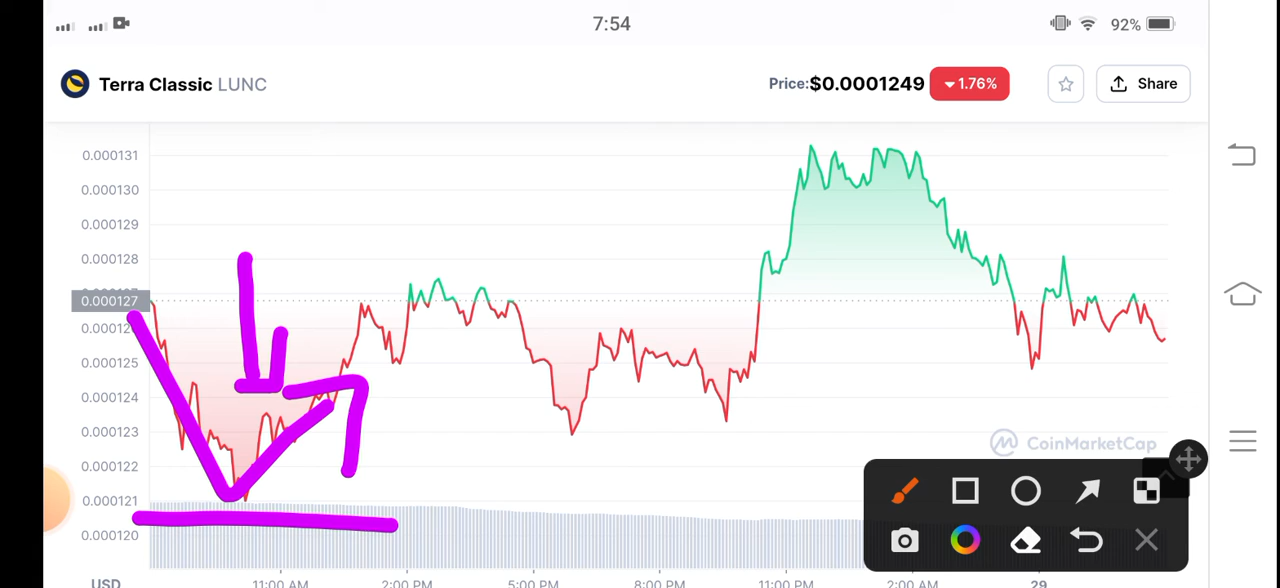 7:54
92%
Terra Classic LUNC
Price:$0.0001249
1.76%
Share
0.000131
0.000130
0.000129
0.000128
0.000127
0.000125
0.000124
0.000123
0.000122
0.000121
0.000120
CoinMarketCap
USD
11:00 AM
2:00 PM
5:00 PM
8:00 PM
11:00 PM
2:00 AM
29